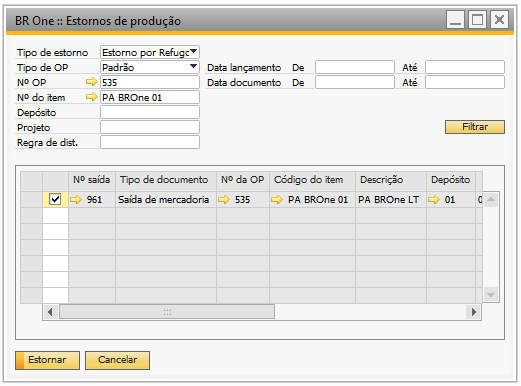 BR One :: Estornos de produção
Tipo de estorno Estorno por Refugo
Tipo de OP Padrão Data lançamento De Até
Nº OP 535 Data documento De Até
Nº do item PA BROne 01
Depósito
Projeto Filtrar
Regra de dist.
Nº saída Tipo de documento Nº da OP Código do item Descrição Depósito
961 Saída de mercadoria 535 PA BROne 01 PA BROne LT 01
Estornar Cancelar